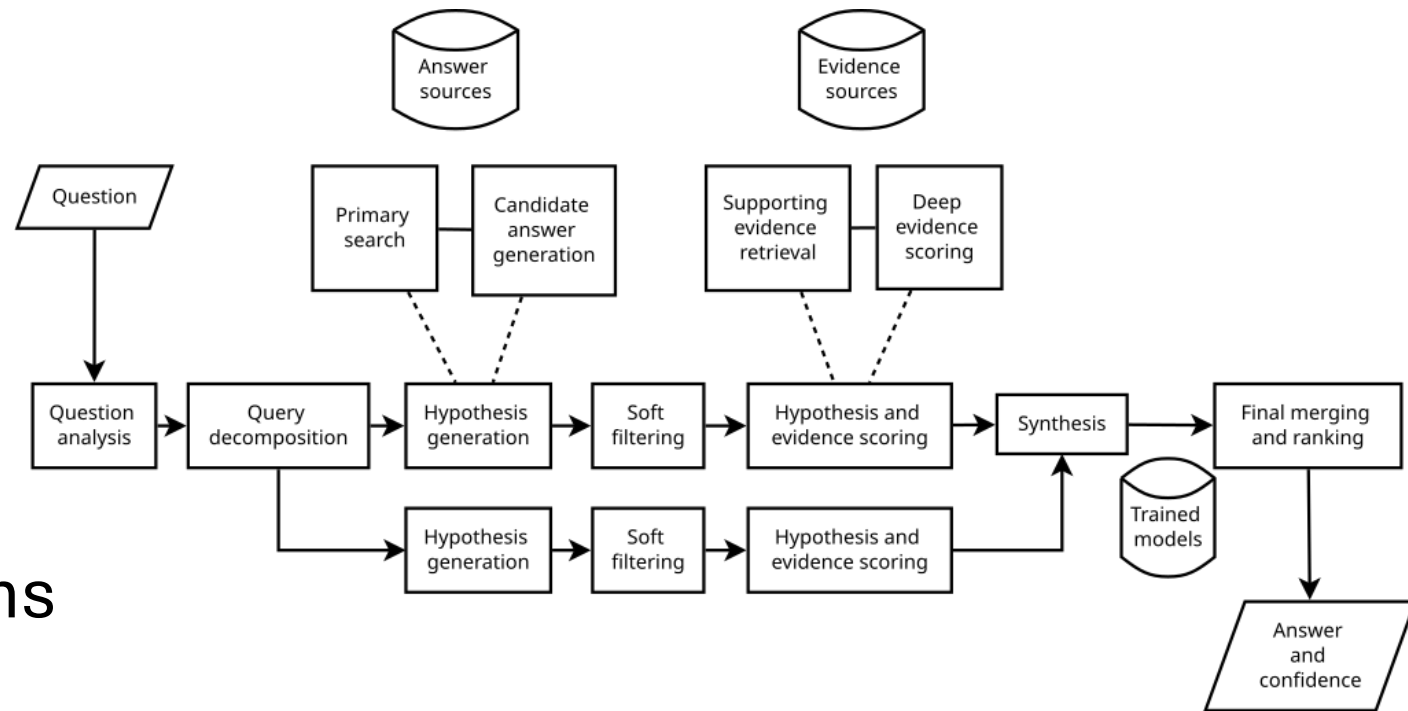 Answer
sources
Evidence
sources
Question
Primary
search
Candidate
answer
generation
Supporting
evidence
retrieval
Deep
evidence
scoring
Question
analysis
Query
decomposition
Hypothesis
generation
Soft
filtering
Hypothesis and
evidence scoring
Synthesis
Final merging
and ranking
Trained
models
Hypothesis
generation
Soft
filtering
Hypothesis and
evidence scoring
Answer
and
confidence